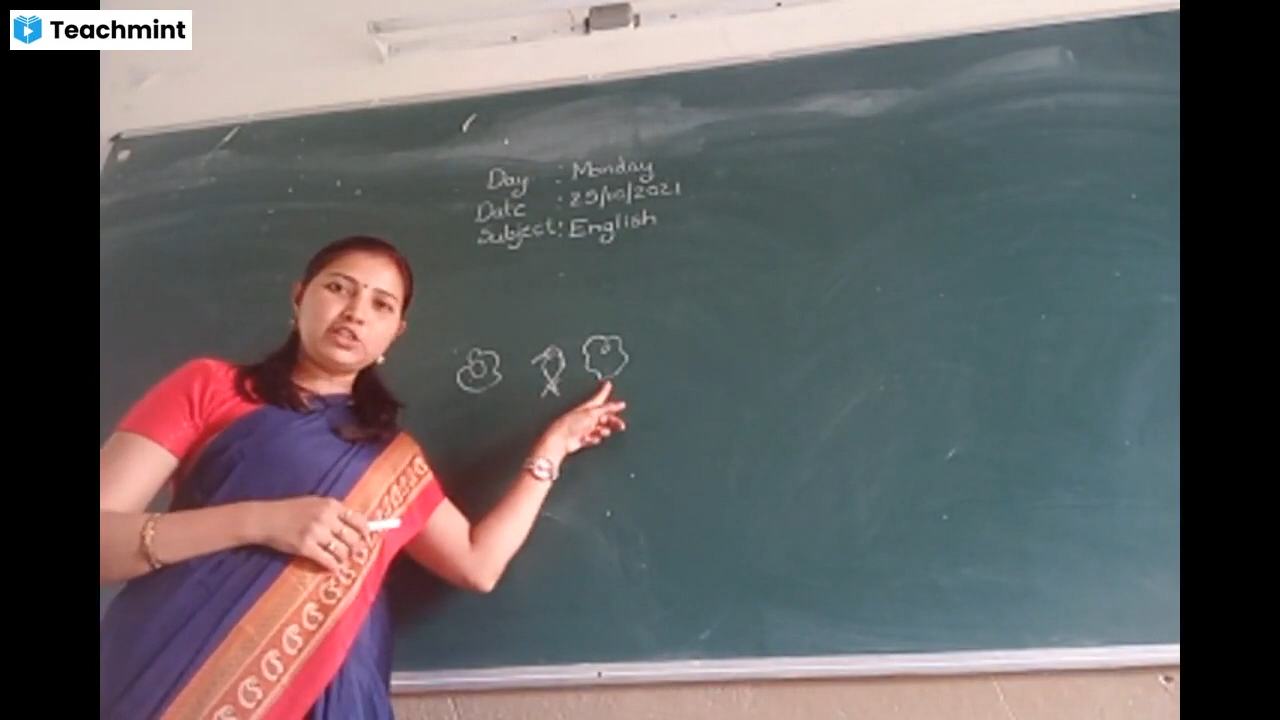 Teachmint
Day : Monday
Date : 25/10/2021
Subject: English